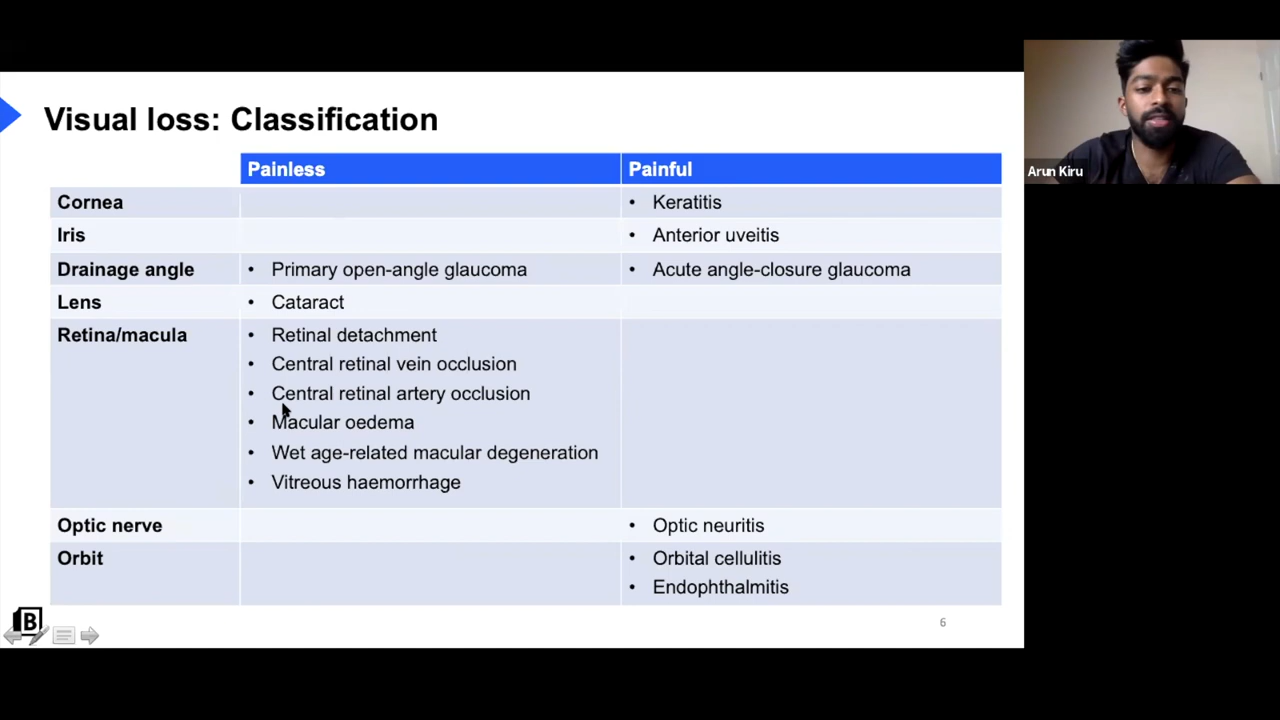 Visual loss: Classification
Painless Painful
Cornea • Keratitis
Iris • Anterior uveitis
Drainage angle • Primary open-angle glaucoma • Acute angle-closure glaucoma
Lens • Cataract
Retina/macula • Retinal detachment
• Central retinal vein occlusion
• Central retinal artery occlusion
• Macular oedema
• Wet age-related macular degeneration
• Vitreous haemorrhage
Optic nerve • Optic neuritis
Orbit • Orbital cellulitis
• Endophthalmitis
B
6
Arun Kiru